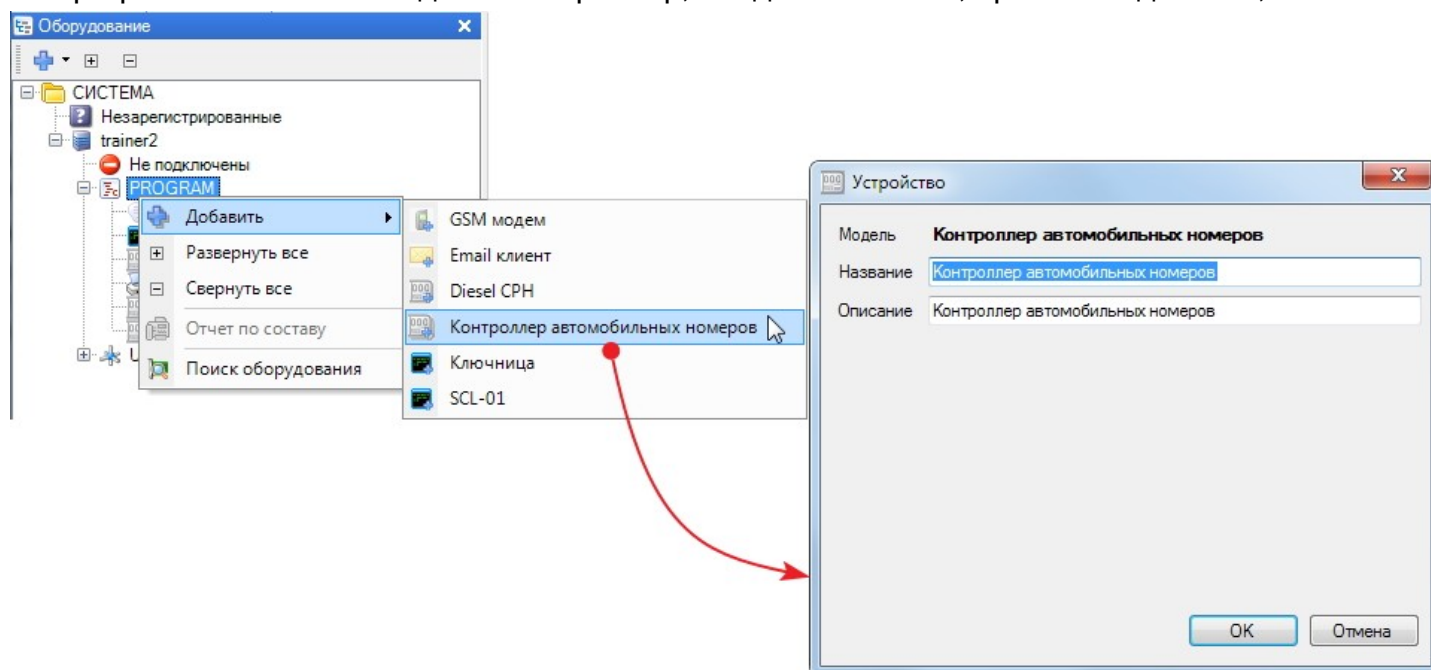 Оборудование
СИСТЕМА
Незарегистрированные
trainer2
Не подключены
PROGRAM
Добавить
Развернуть все
Свернуть все
Отчет по составу
Поиск оборудования
GSM модем
Email клиент
Diesel CPH
Контроллер автомобильных номеров
Ключница
SCL-01
Устройство
Модель Контроллер автомобильных номеров
Название Контроллер автомобильных номеров
Описание Контроллер автомобильных номеров
OK Отмена